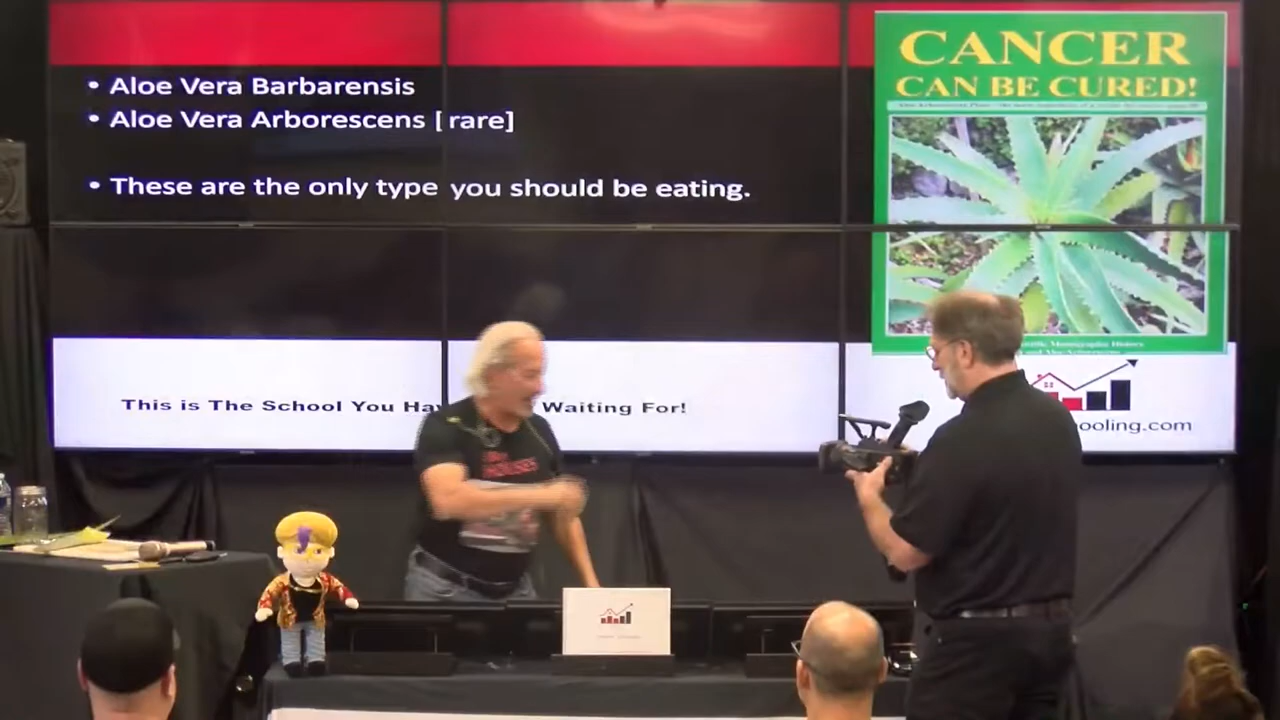 • Aloe Vera Barbarensis
• Aloe Vera Arborescens [rare]
• These are the only type you should be eating.
CANCER
CAN BE CURED!
This is The School You Ha
Waiting For!
ooling.com